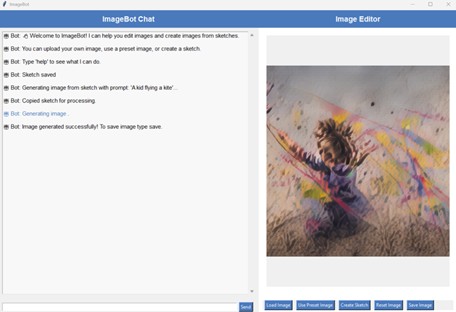 ImageBot
ImageBot Chat
Image Editor
Bot: Welcome to ImageBot! I can help you edit images and create images from sketches.
Bot: You can upload your own image, use a preset image, or create a sketch.
Bot: Type 'help' to see what I can do.
Bot: Sketch saved
Bot: Generating image from sketch with prompt: 'A kid flying a kite'...
Bot: Copied sketch for processing.
Bot: Generating image...
Bot: Image generated successfully! To save image type save.
Send
Load Image
Use Preset Image
Create Sketch
Reset Image
Save Image